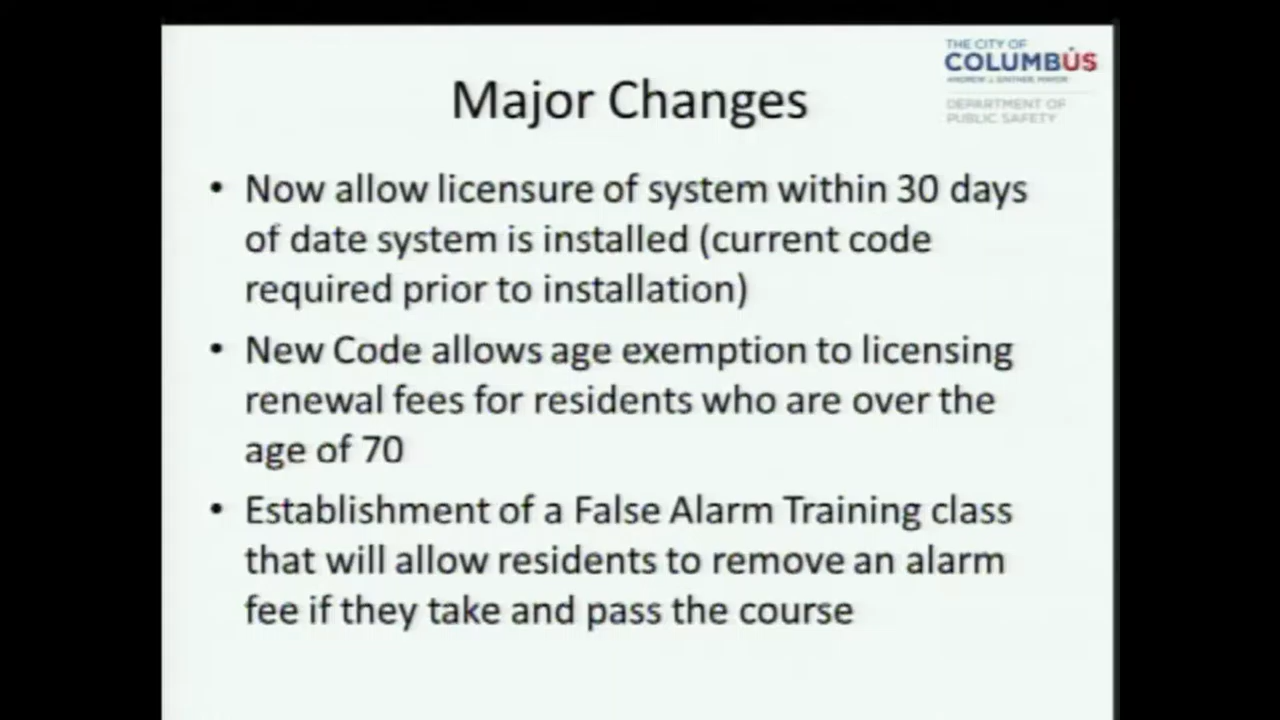 THE CITY OF
COLUMBUS
ANDREW J. GINTHER, MAYOR
DEPARTMENT OF
PUBLIC SAFETY
Major Changes
• Now allow licensure of system within 30 days
of date system is installed (current code
required prior to installation)
• New Code allows age exemption to licensing
renewal fees for residents who are over the
age of 70
• Establishment of a False Alarm Training class
that will allow residents to remove an alarm
fee if they take and pass the course